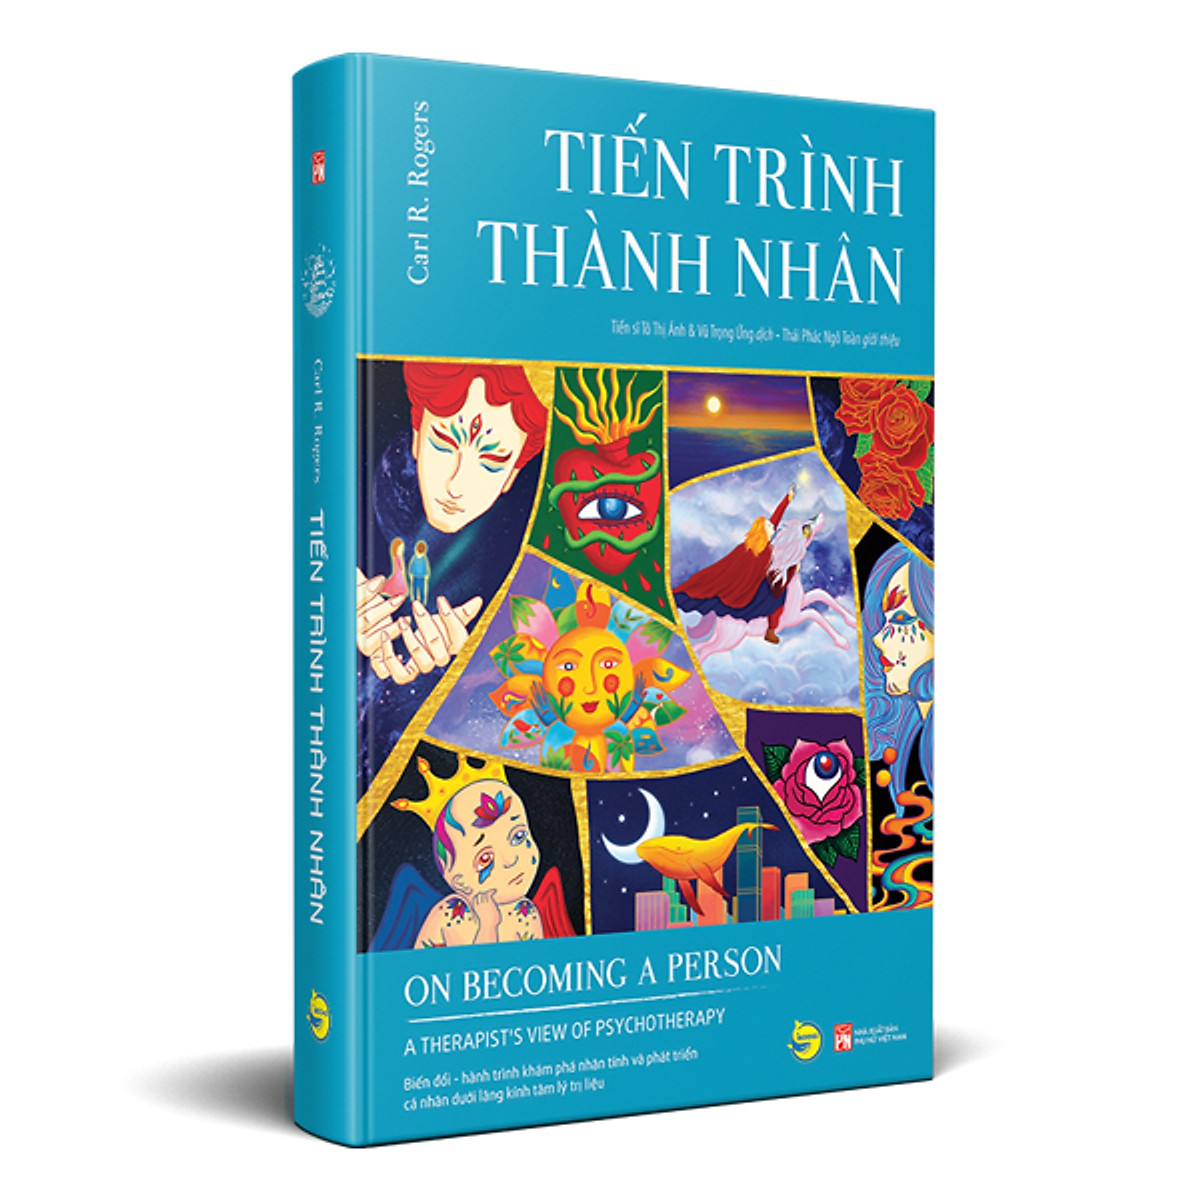 Carl R. Rogers
TIẾN TRÌNH
THÀNH NHÂN
Tiến sĩ Tô Thị Ánh & Vũ Trọng Ứng dịch – Thái Phác Ngô Toàn giới thiệu
ON BECOMING A PERSON
A THERAPIST'S VIEW OF PSYCHOTHERAPY
Biến đổi - hành trình khám phá nhân tính và phát triển
cá nhân dưới lăng kính tâm lý trị liệu
PN
NHÀ XUẤT BẢN
PHỤ NỮ VIỆT NAM
PN
Carl R. Rogers
TIẾN TRÌNH THÀNH NHÂN